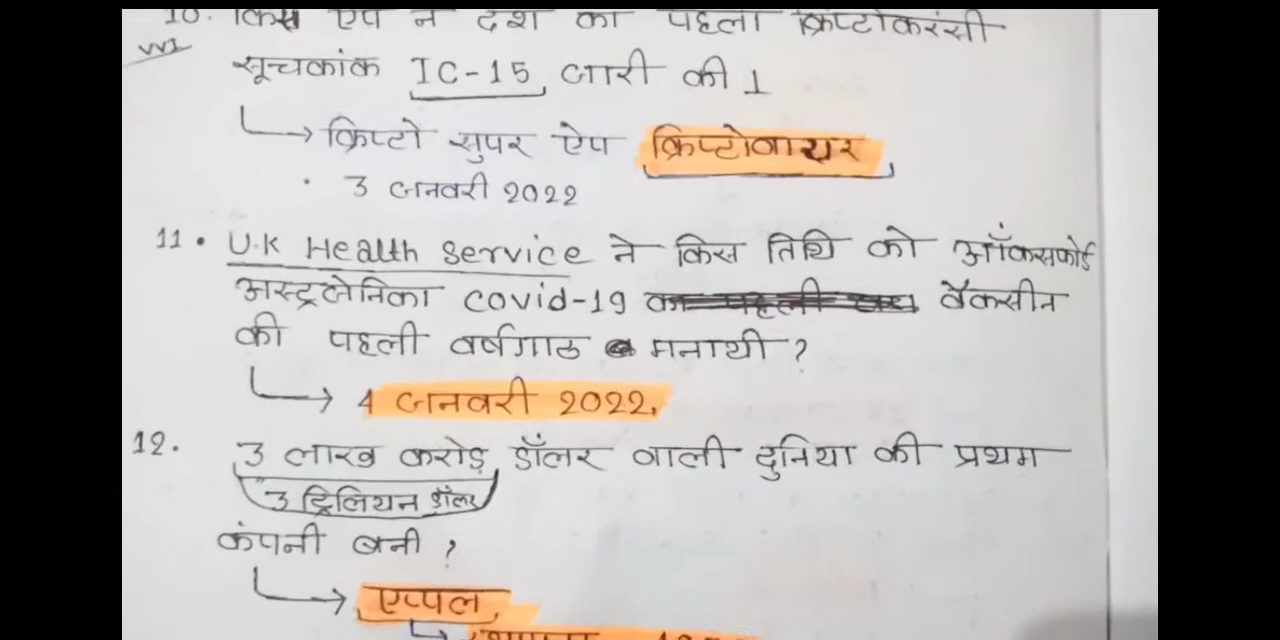 10. किस ऐप ने देश का पहला क्रिप्टोकरंसी
VVI
सूचकांक IC-15 जारी की।
क्रिप्टो सुपर ऐप क्रिप्टोवायर
3 जनवरी 2022
11. U.K Health Service ने किस तिथि को ऑक्सफोर्ड
अस्ट्रलेनिका covid-19 वैक्सीन
की पहली वर्षगाठ मनायी ?
4 जनवरी 2022.
12. 3 लाख करोड़ डॉलर वाली दुनिया की प्रथम
3 ट्रिलियन डॉलर
कंपनी बनी ?
एप्पल